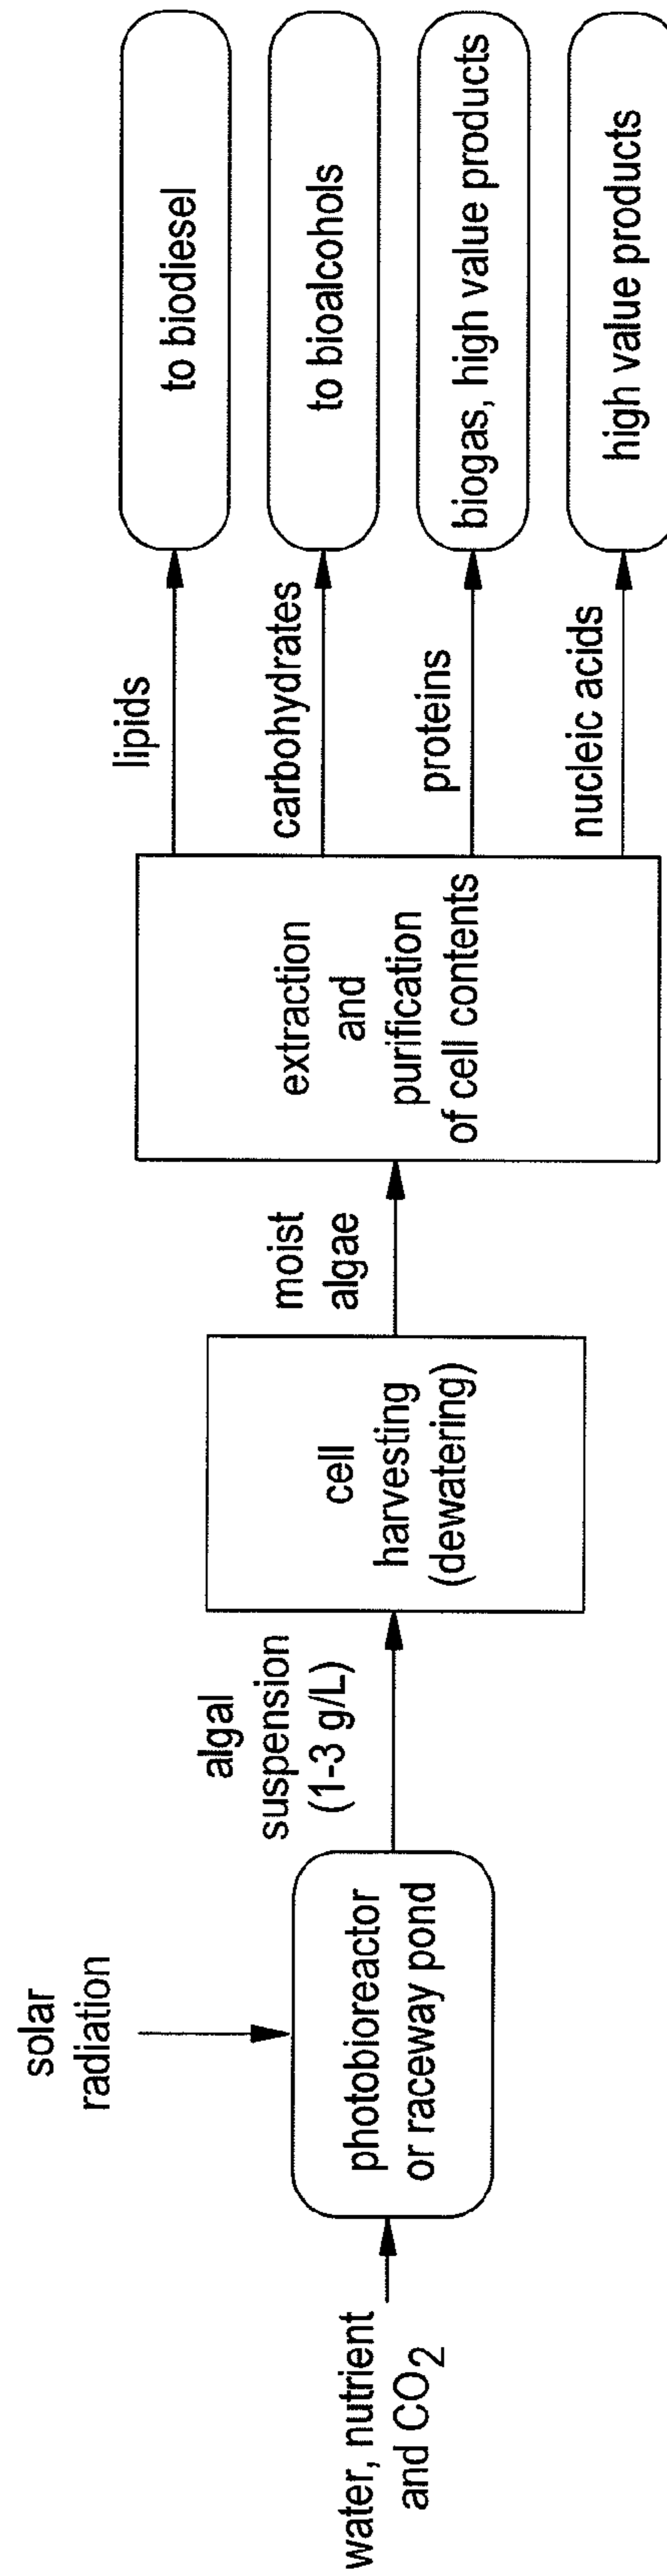 solar
radiation
water, nutrient
and CO2
photobioreactor
or raceway pond
algal
suspension
(1-3 g/L)
cell
harvesting
(dewatering)
moist
algae
extraction
and
purification
of cell contents
lipids
to biodiesel
carbohydrates
to bioalcohols
proteins
biogas, high value products
nucleic acids
high value products